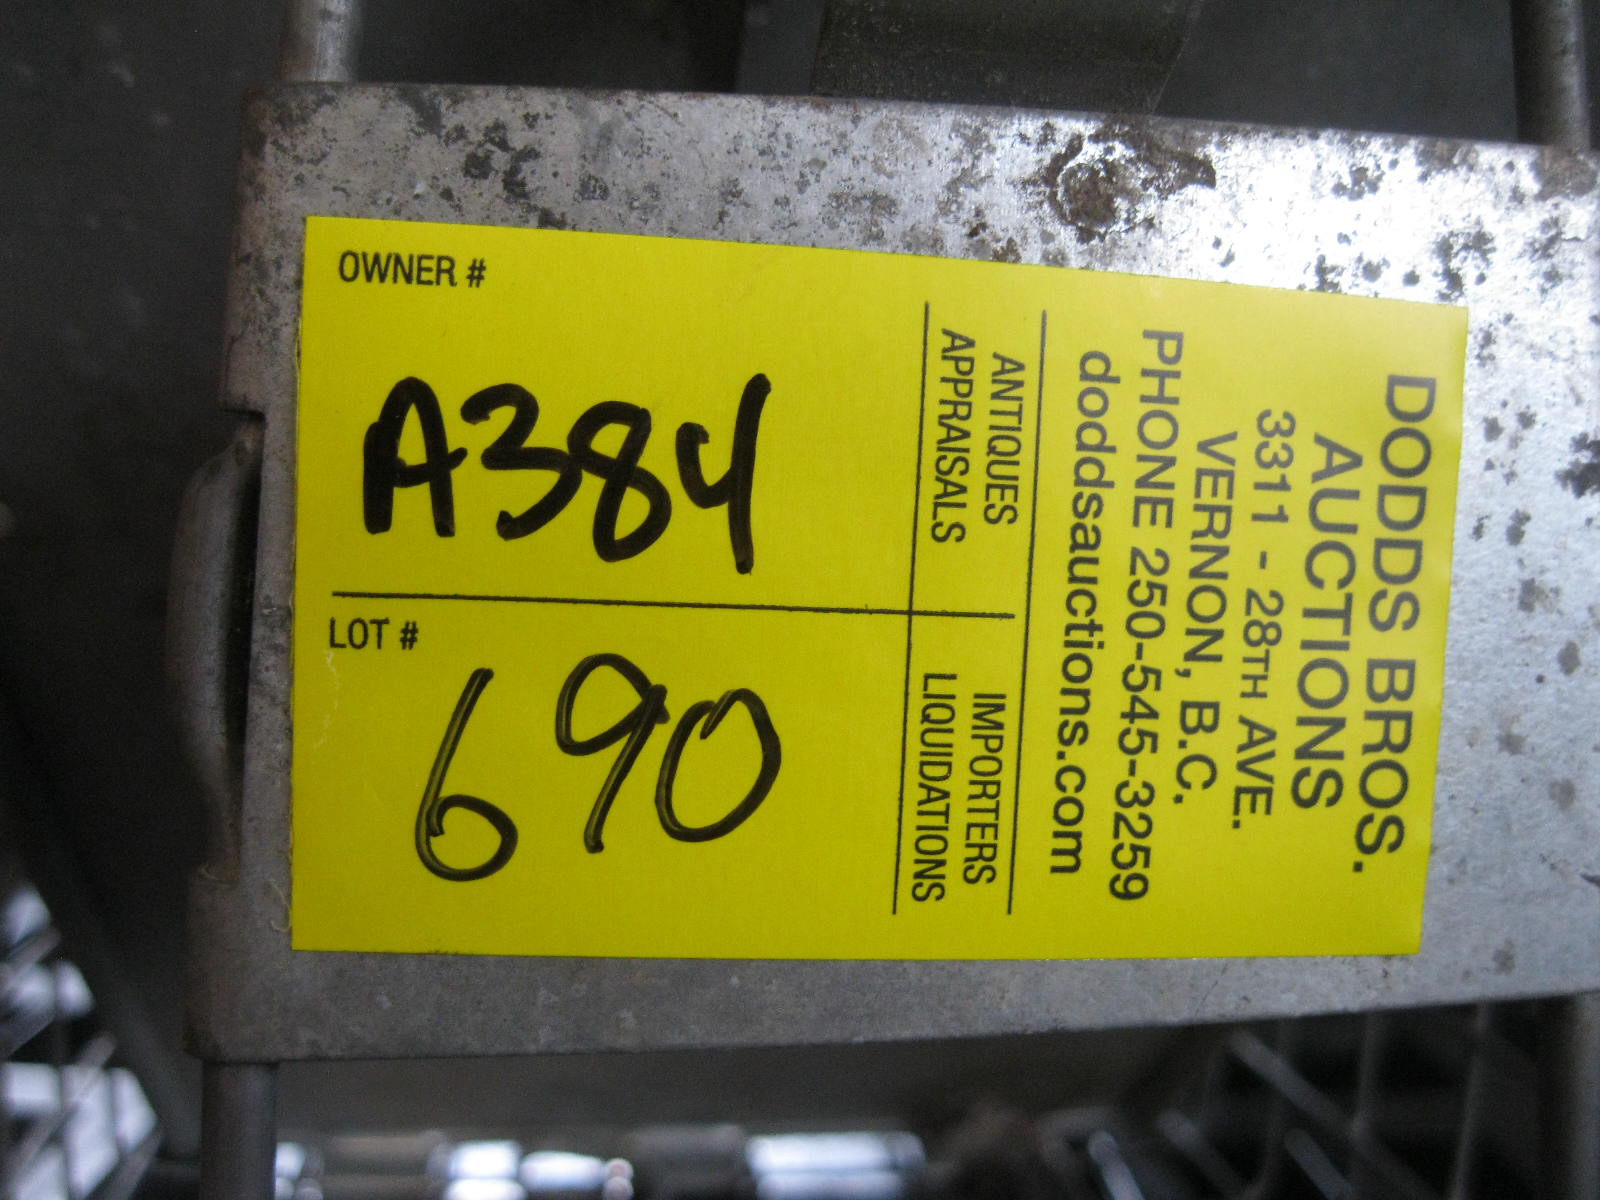 DODDS BROS.
AUCTIONS
3311 - 28TH AVE.
VERNON, B.C.
PHONE 250-545-3259
doddsauctions.com
ANTIQUES
APPRAISALS
IMPORTERS
LIQUIDATIONS
OWNER #
A384
LOT #
690